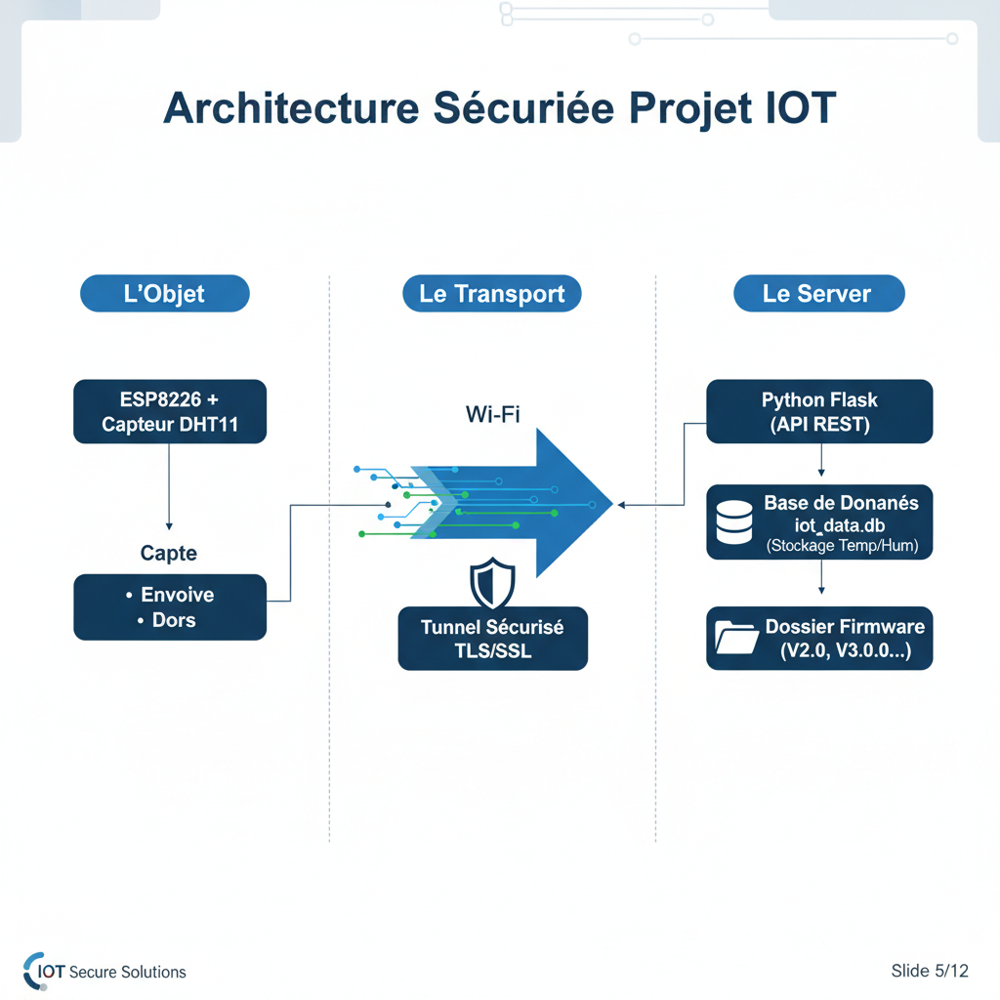 Architecture Sécuriée Projet IOT
L'Objet
ESP8226 +
Capteur DHT11
Capte
• Envoive
• Dors
Le Transport
Wi-Fi
Tunnel Sécurisé
TLS/SSL
Le Server
Python Flask
(API REST)
Base de Donanés
iot_data.db
(Stockage Temp/Hum)
Dossier Firmware
(V2.0, V3.0.0...)
IOT Secure Solutions
Slide 5/12